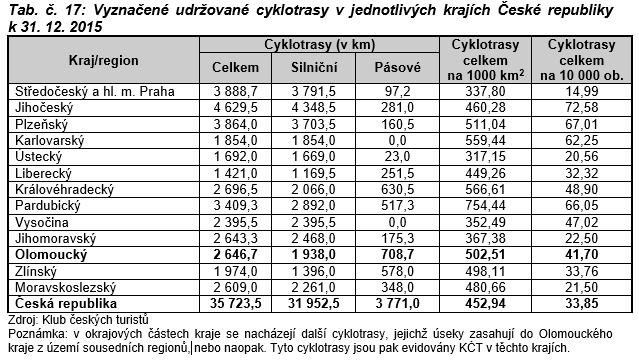 Tab. č. 17: Vyznačené udržované cyklotrasy v jednotlivých krajích České republiky
k 31. 12. 2015
Kraj/region Cyklotrasy (v km) Cyklotrasy celkem na 1000 km2 Cyklotrasy celkem na 10 000 ob.
Celkem Silniční Pásové
Středočeský a hl. m. Praha 3 888,7 3 791,5 97,2 337,80 14,99
Jihočeský 4 629,5 4 348,5 281,0 460,28 72,58
Plzeňský 3 864,0 3 703,5 160,5 511,04 67,01
Karlovarský 1 854,0 1 854,0 0,0 559,44 62,25
Ústecký 1 692,0 1 669,0 23,0 317,15 20,56
Liberecký 1 421,0 1 169,5 251,5 449,26 32,32
Královéhradecký 2 696,5 2 066,0 630,5 566,61 48,90
Pardubický 3 409,3 2 892,0 517,3 754,44 66,05
Vysočina 2 395,5 2 395,5 0,0 352,49 47,02
Jihomoravský 2 643,3 2 468,0 175,3 367,38 22,50
Olomoucký 2 646,7 1 938,0 708,7 502,51 41,70
Zlínský 1 974,0 1 396,0 578,0 498,11 33,76
Moravskoslezský 2 609,0 2 261,0 348,0 480,66 21,50
Česká republika 35 723,5 31 952,5 3 771,0 452,94 33,85
Zdroj: Klub českých turistů
Poznámka: v okrajových částech kraje se nacházejí další cyklotrasy, jejichž úseky zasahují do Olomouckého
kraje z území sousedních regionů, nebo naopak. Tyto cyklotrasy jsou pak evidovány KČT v těchto krajích.